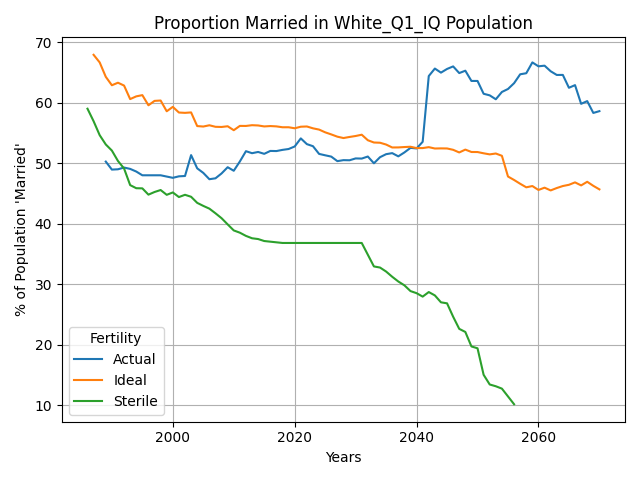 Proportion Married in White_Q1_IQ Population
% of Population 'Married'
70
60
50
40
30
20
10
Fertility
Actual
Ideal
Sterile
2000
2020
2040
2060
Years